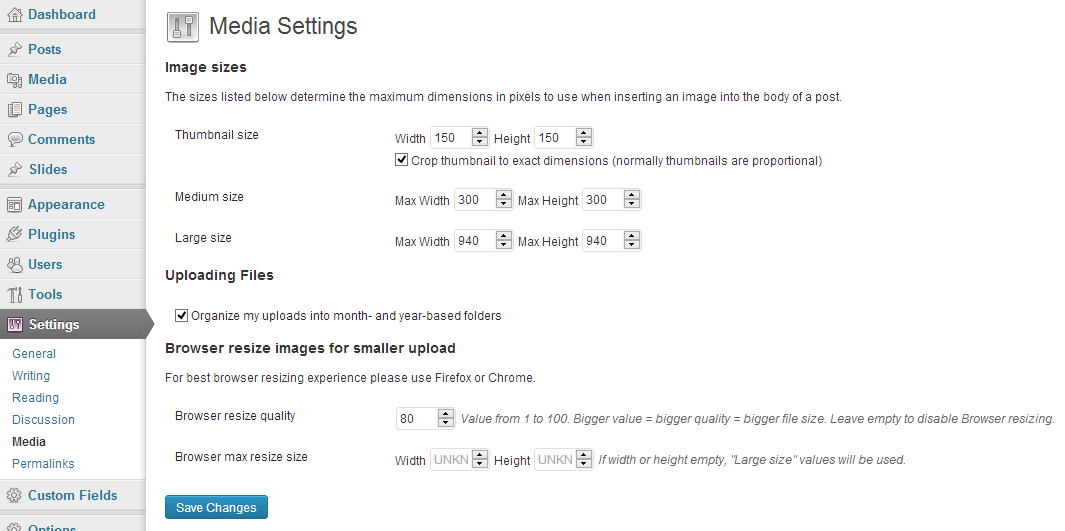 Dashboard
Posts
Media
Pages
Comments
Slides
Appearance
Plugins
Users
Tools
Settings
General
Writing
Reading
Discussion
Media
Permalinks
Custom Fields
Options
Media Settings
Image sizes
The sizes listed below determine the maximum dimensions in pixels to use when inserting an image into the body of a post.
Thumbnail size Width 150 Height 150
Crop thumbnail to exact dimensions (normally thumbnails are proportional)
Medium size Max Width 300 Max Height 300
Large size Max Width 940 Max Height 940
Uploading Files
Organize my uploads into month- and year-based folders
Browser resize images for smaller upload
For best browser resizing experience please use Firefox or Chrome.
Browser resize quality 80 Value from 1 to 100. Bigger value = bigger quality = bigger file size. Leave empty to disable Browser resizing.
Browser max resize size Width UNKN Height UNKN If width or height empty, "Large size" values will be used.
Save Changes